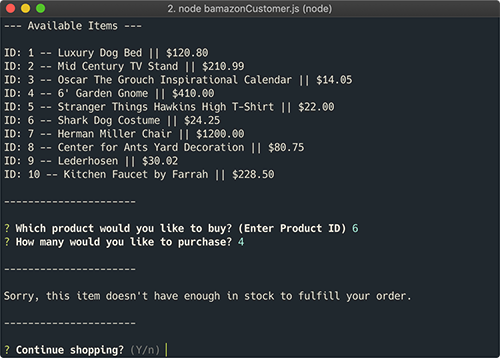 2. node bamazonCustomer.js (node)
--- Available Items ---
ID: 1 -- Luxury Dog Bed || $120.80
ID: 2 -- Mid Century TV Stand || $210.99
ID: 3 -- Oscar The Grouch Inspirational Calendar || $14.05
ID: 4 -- 6' Garden Gnome || $410.00
ID: 5 -- Stranger Things Hawkins High T-Shirt || $22.00
ID: 6 -- Shark Dog Costume || $24.25
ID: 7 -- Herman Miller Chair || $1200.00
ID: 8 -- Center for Ants Yard Decoration || $80.75
ID: 9 -- Lederhosen || $30.02
ID: 10 -- Kitchen Faucet by Farrah || $228.50
---------------------
? Which product would you like to buy? (Enter Product ID) 6
? How many would you like to purchase? 4
---------------------
Sorry, this item doesn't have enough in stock to fulfill your order.
---------------------
? Continue shopping? (Y/n)